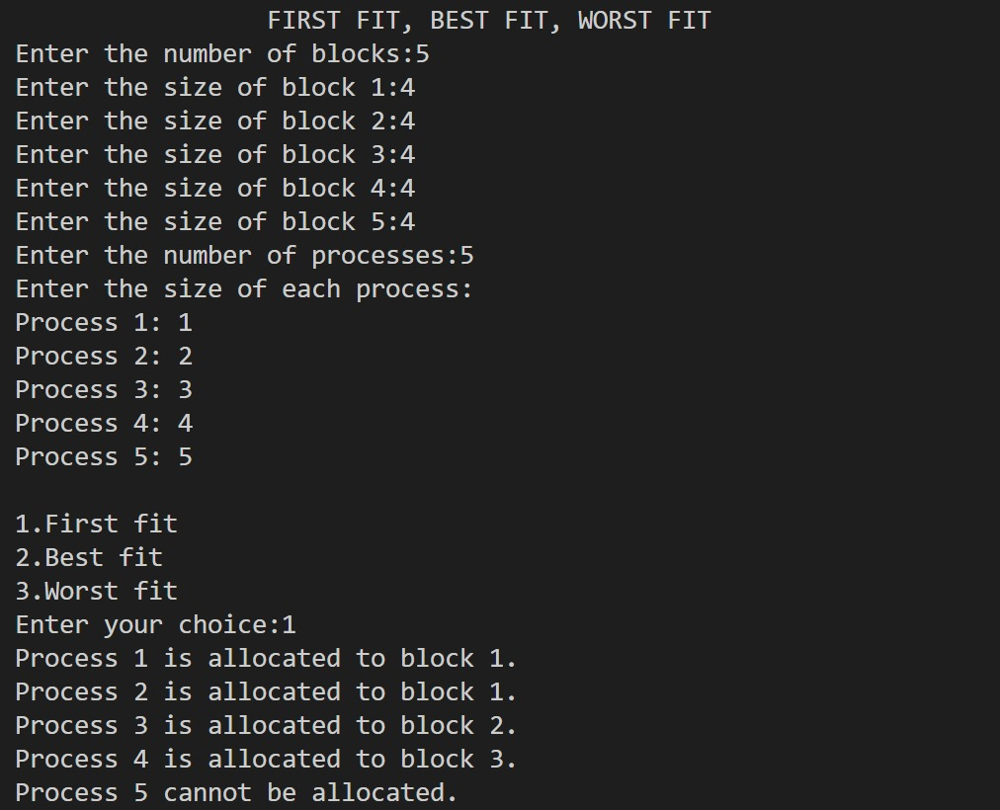 FIRST FIT, BEST FIT, WORST FIT
Enter the number of blocks:5
Enter the size of block 1:4
Enter the size of block 2:4
Enter the size of block 3:4
Enter the size of block 4:4
Enter the size of block 5:4
Enter the number of processes:5
Enter the size of each process:
Process 1: 1
Process 2: 2
Process 3: 3
Process 4: 4
Process 5: 5

1.First fit
2.Best fit
3.Worst fit
Enter your choice:1
Process 1 is allocated to block 1.
Process 2 is allocated to block 1.
Process 3 is allocated to block 2.
Process 4 is allocated to block 3.
Process 5 cannot be allocated.